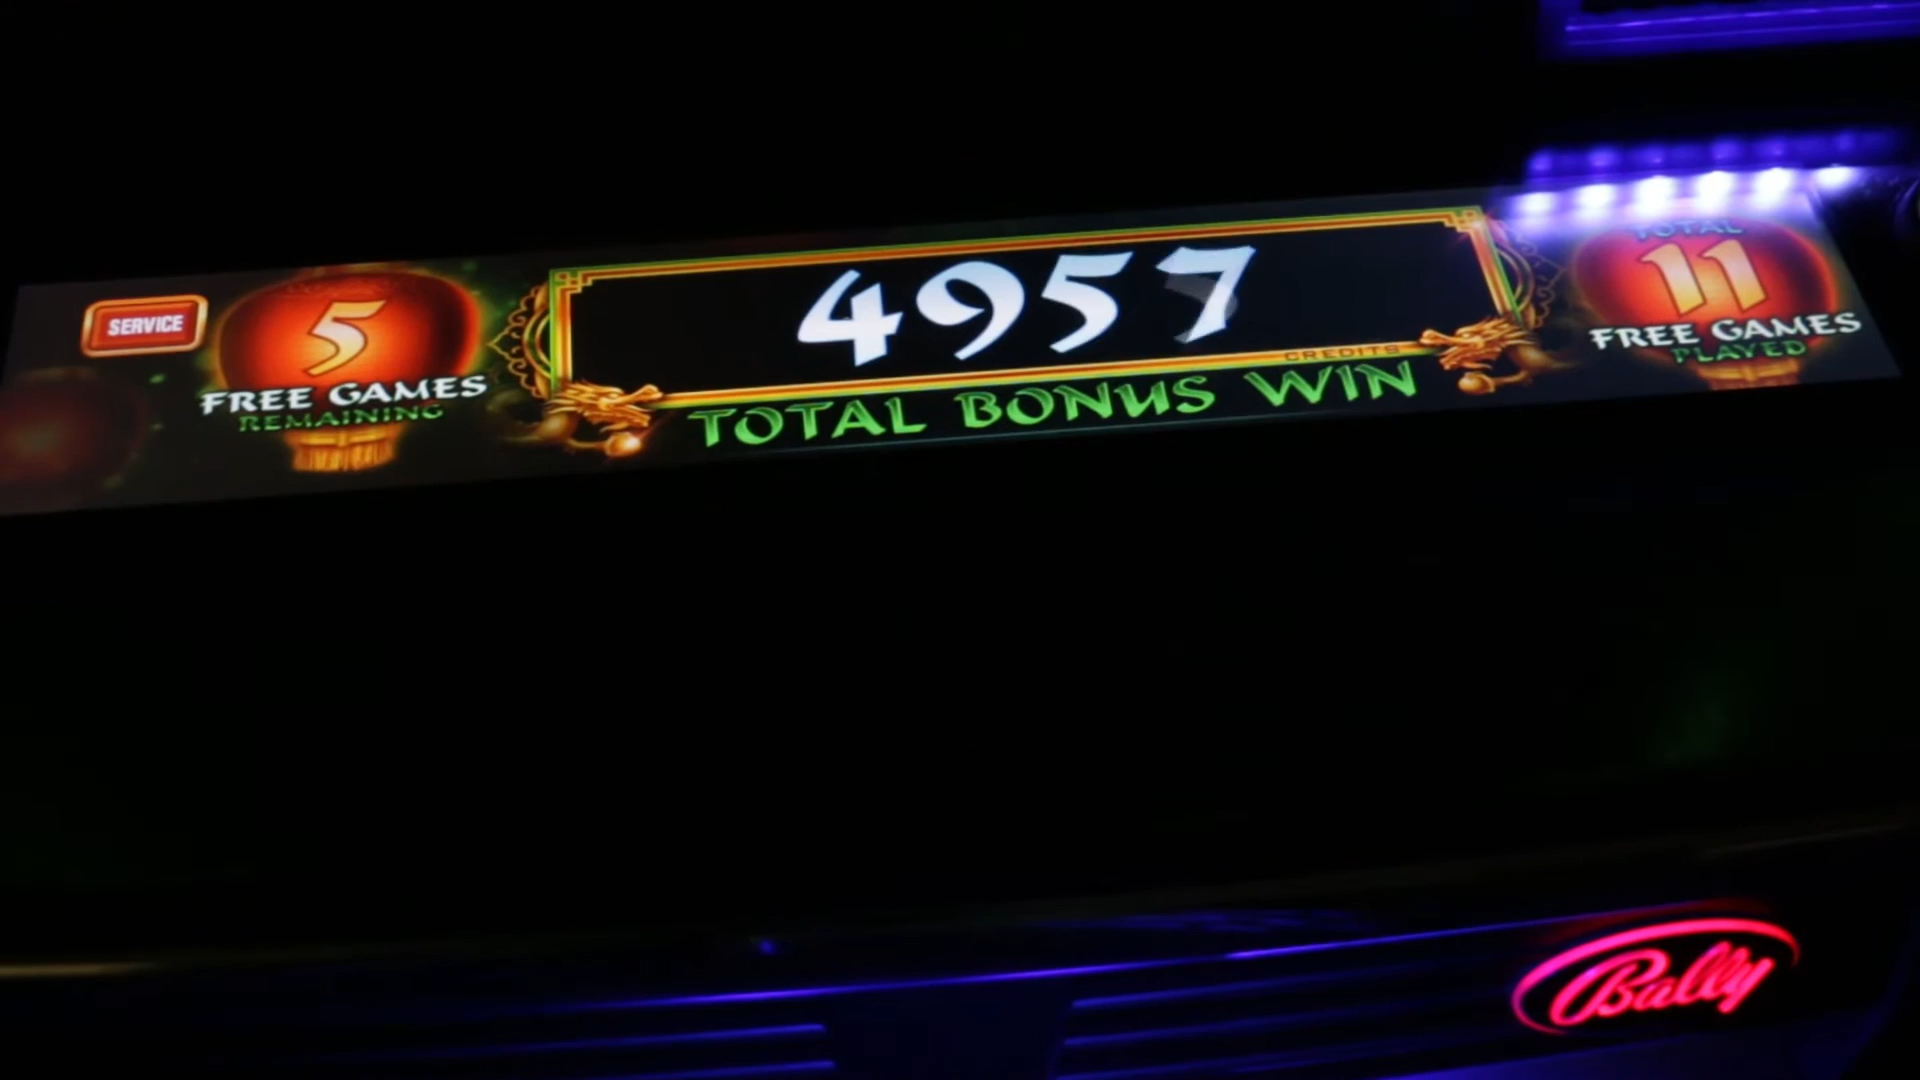 SERVICE
5
FREE GAMES
REMAINING
4957
CREDITS
TOTAL BONUS WIN
TOTAL
11
FREE GAMES
PLAYED
Bally